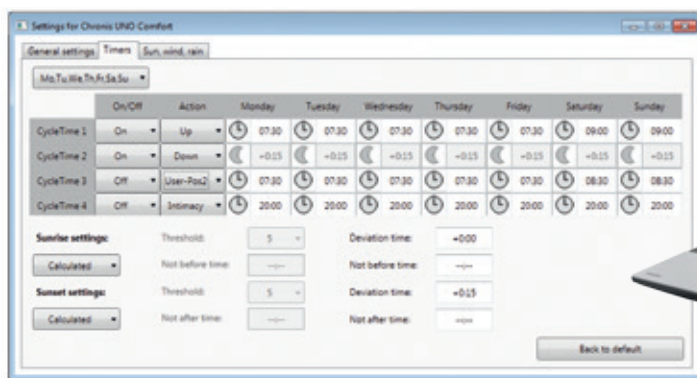 Settings for Chronis UNO Comfort
General settings Timers Sun, wind, rain
Mo,Tu,We,Th,Fr,Sa,Su
On/Off Action Monday Tuesday Wednesday Thursday Friday Saturday Sunday
CycleTime 1 On Up 07:30 07:30 07:30 07:30 07:30 09:00 09:00
CycleTime 2 On Down +0:15 +0:15 +0:15 +0:15 +0:15 +0:15 +0:15
CycleTime 3 Off User-Pos2 07:30 07:30 07:30 07:30 07:30 08:30 08:30
CycleTime 4 Off Intimacy 20:00 20:00 20:00 20:00 20:00 20:00 20:00
Sunrise settings: Threshold: 5 Deviation time: +0:00
Calculated Not before time: --:-- Not before time: --:--
Sunset settings: Threshold: 5 Deviation time: +0:15
Calculated Not after time: --:-- Not after time: --:--
Back to default